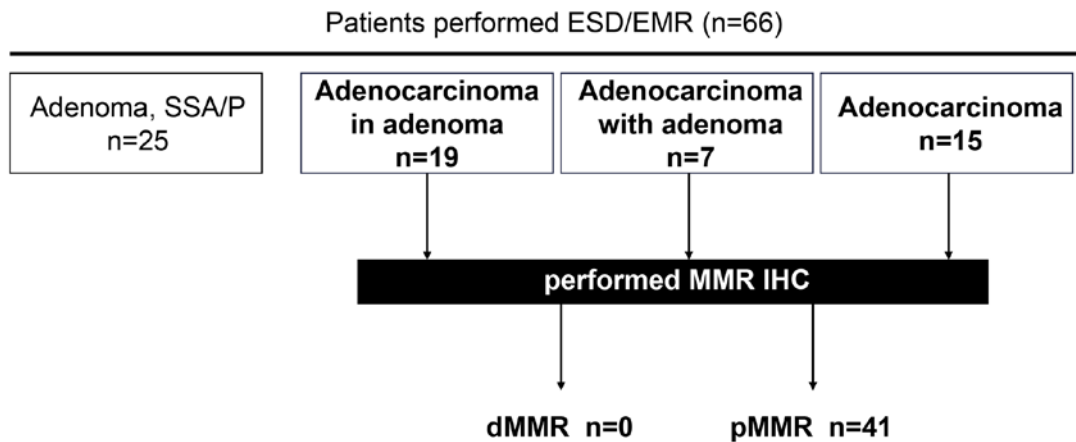 Patients performed ESD/EMR (n=66)
Adenoma, SSA/P
n=25
Adenocarcinoma
in adenoma
n=19
Adenocarcinoma
with adenoma
n=7
Adenocarcinoma
n=15
performed MMR IHC
dMMR n=0
pMMR n=41